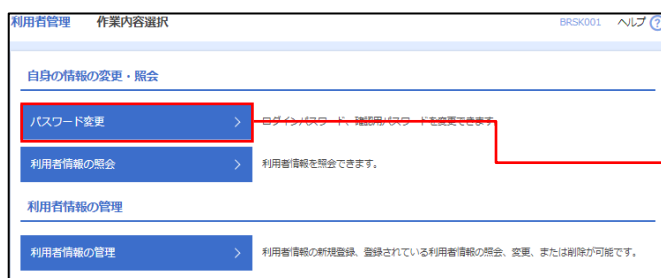 利用者管理 作業内容選択 BRSK001 ヘルプ ?
自身の情報の変更・照会
パスワード変更 > ログインパスワード、確認用パスワードを変更できます。
利用者情報の照会 > 利用者情報を照会できます。
利用者情報の管理
利用者情報の管理 > 利用者情報の新規登録、登録されている利用者情報の照会、変更、または削除が可能です。